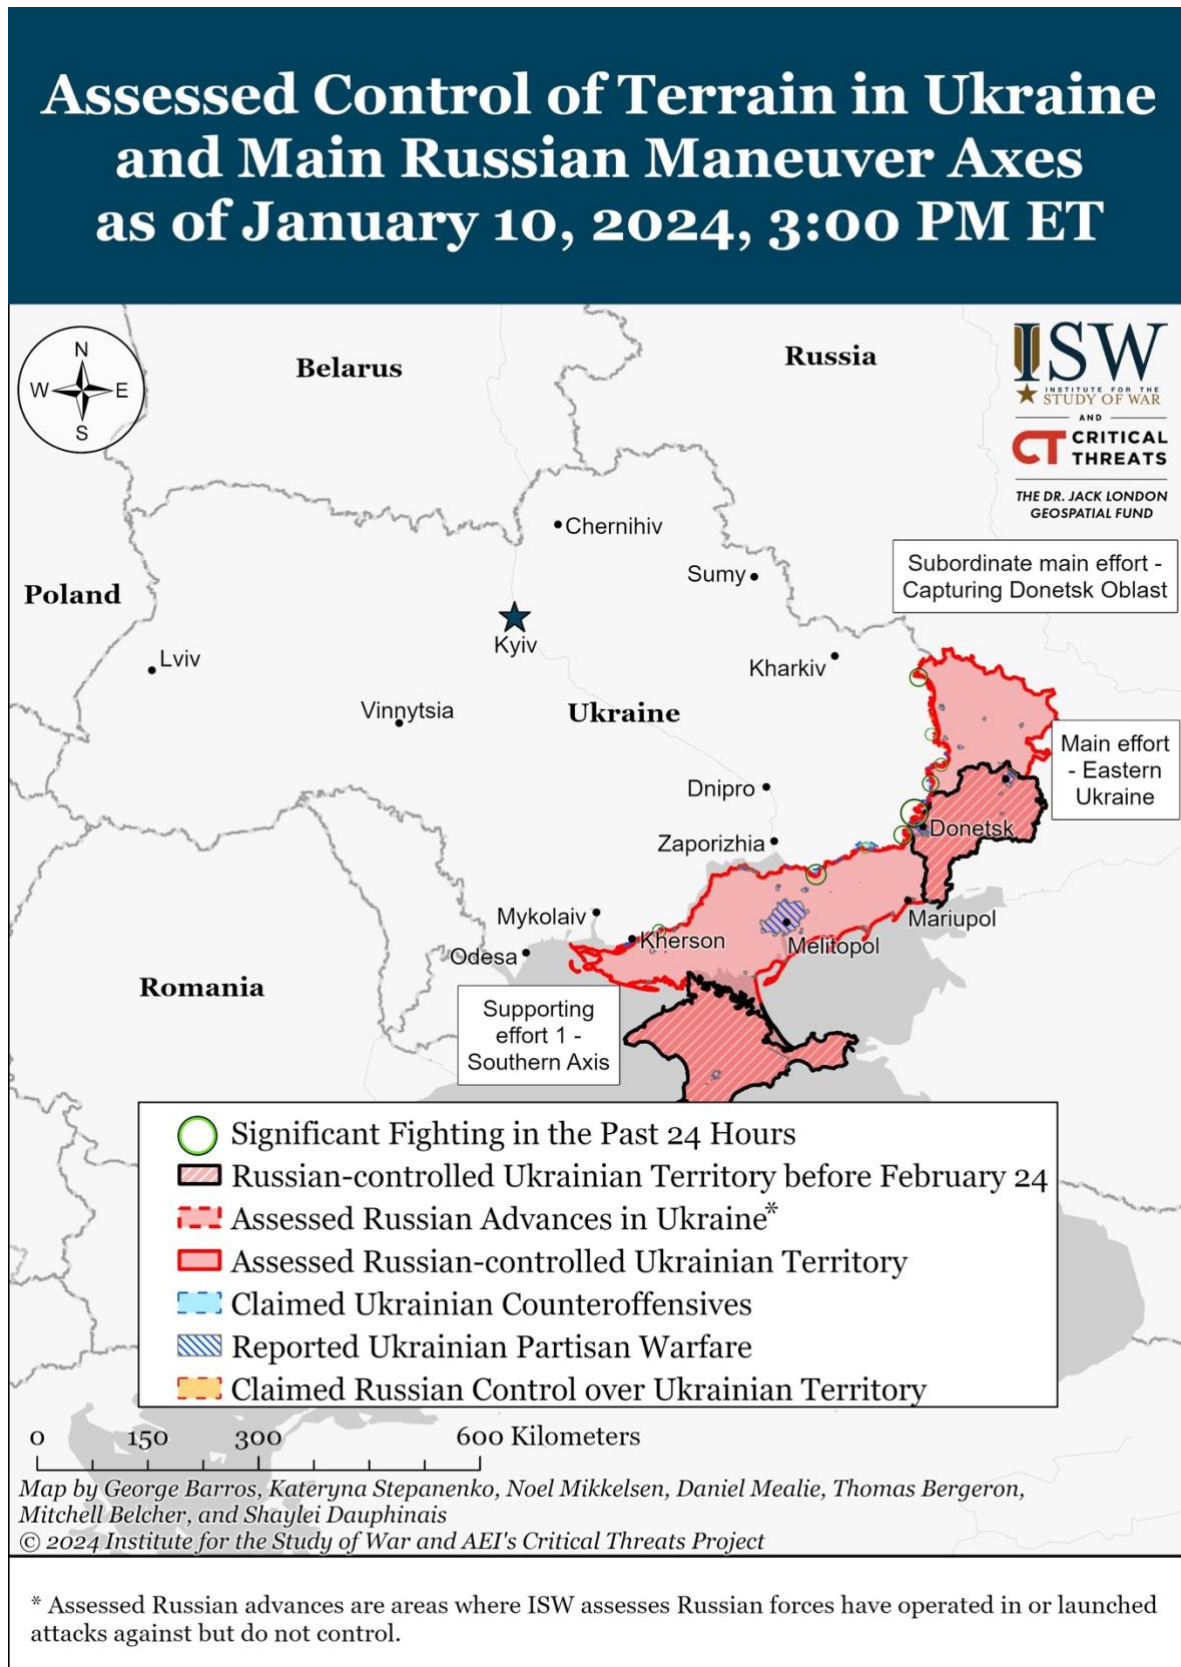 Assessed Control of Terrain in Ukraine
and Main Russian Maneuver Axes
as of January 10, 2024, 3:00 PM ET
N
W
E
S
Belarus
Russia
ISW
INSTITUTE FOR THE
STUDY OF WAR
AND
CT CRITICAL
THREATS
THE DR. JACK LONDON
GEOSPATIAL FUND
Chernihiv
Subordinate main effort -
Capturing Donetsk Oblast
Sumy
Poland
Kyiv
Lviv
Kharkiv
Vinnytsia
Ukraine
Main effort
- Eastern
Ukraine
Dnipro
Donetsk
Zaporizhia
Mykolaiv
Mariupol
Kherson
Melitopol
Odesa
Romania
Supporting
effort 1 -
Southern Axis
Significant Fighting in the Past 24 Hours
Russian-controlled Ukrainian Territory before February 24
Assessed Russian Advances in Ukraine*
Assessed Russian-controlled Ukrainian Territory
Claimed Ukrainian Counteroffensives
Reported Ukrainian Partisan Warfare
Claimed Russian Control over Ukrainian Territory
0 150 300 600 Kilometers
Map by George Barros, Kateryna Stepanenko, Noel Mikkelsen, Daniel Mealie, Thomas Bergeron,
Mitchell Belcher, and Shaylei Dauphinais
© 2024 Institute for the Study of War and AEI's Critical Threats Project
* Assessed Russian advances are areas where ISW assesses Russian forces have operated in or launched
attacks against but do not control.